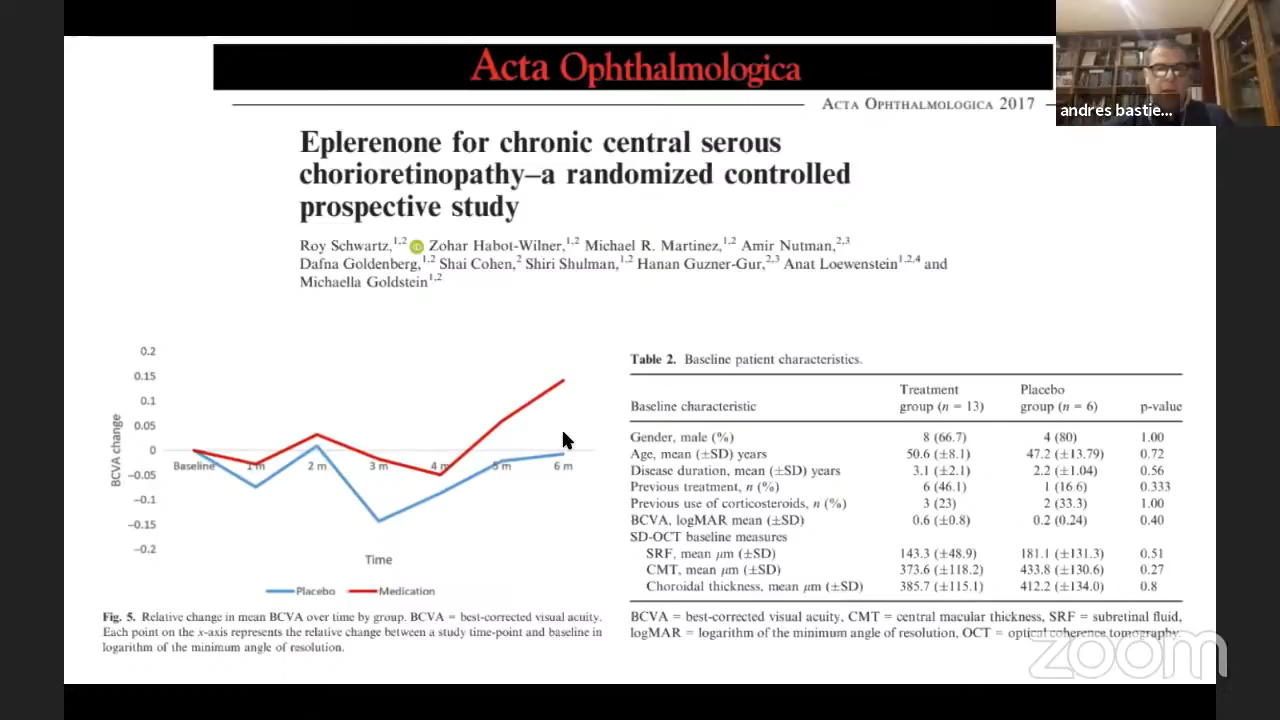 Acta Ophthalmologica
ACTA OPHTHALMOLOGICA 2017
andres bastie...
Eplerenone for chronic central serous
chorioretinopathy–a randomized controlled
prospective study
Roy Schwartz,1,2 iD Zohar Habot-Wilner,1,2 Michael R. Martinez,1,2 Amir Nutman,2,3
Dafna Goldenberg,1,2 Shai Cohen,2 Shiri Shulman,1,2 Hanan Guzner-Gur,2,3 Anat Loewenstein1,2,4 and
Michaella Goldstein1,2
0.2
0.15
0.1
0.05
0
−0.05
−0.1
−0.15
−0.2
BCVA change
Baseline 1 m 2 m 3 m 4 m 5 m 6 m
Time
Placebo Medication
Fig. 5. Relative change in mean BCVA over time by group. BCVA = best-corrected visual acuity.
Each point on the x-axis represents the relative change between a study time-point and baseline in
logarithm of the minimum angle of resolution.
Table 2. Baseline patient characteristics.
Treatment Placebo
Baseline characteristic group (n = 13) group (n = 6) p-value
Gender, male (%) 8 (66.7) 4 (80) 1.00
Age, mean (±SD) years 50.6 (±8.1) 47.2 (±13.79) 0.72
Disease duration, mean (±SD) years 3.1 (±2.1) 2.2 (±1.04) 0.56
Previous treatment, n (%) 6 (46.1) 1 (16.6) 0.333
Previous use of corticosteroids, n (%) 3 (23) 2 (33.3) 1.00
BCVA, logMAR mean (±SD) 0.6 (±0.8) 0.2 (0.24) 0.40
SD-OCT baseline measures
SRF, mean μm (±SD) 143.3 (±48.9) 181.1 (±131.3) 0.51
CMT, mean μm (±SD) 373.6 (±118.2) 433.8 (±130.6) 0.27
Choroidal thickness, mean μm (±SD) 385.7 (±115.1) 412.2 (±134.0) 0.8
BCVA = best-corrected visual acuity, CMT = central macular thickness, SRF = subretinal fluid,
logMAR = logarithm of the minimum angle of resolution, OCT = optical coherence tomography.
zoom